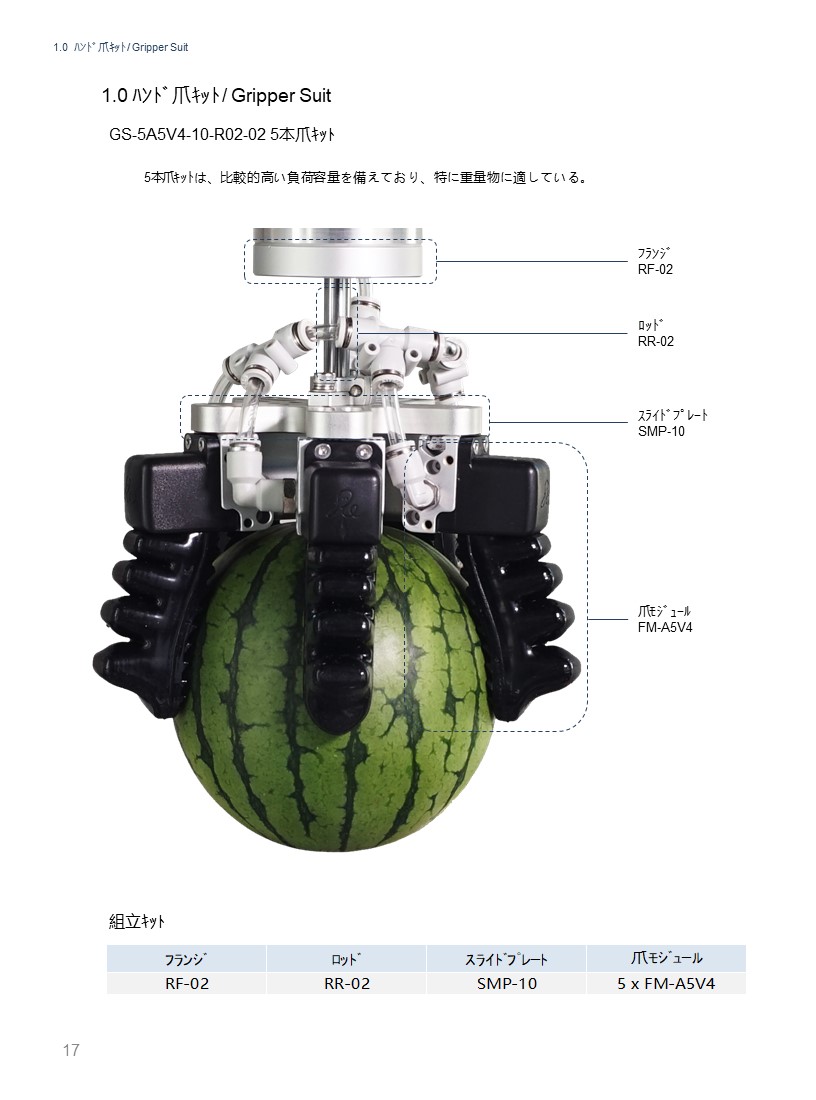 1.0 ﾊﾝﾄﾞ爪ｷｯﾄ/ Gripper Suit
1.0 ﾊﾝﾄﾞ爪ｷｯﾄ/ Gripper Suit
GS-5A5V4-10-R02-02 5本爪ｷｯﾄ
5本爪ｷｯﾄは、比較的高い負荷容量を備えており、特に重量物に適している。
ﾌﾗﾝｼﾞ
RF-02
ﾛｯﾄﾞ
RR-02
ｽﾗｲﾄﾞﾌﾟﾚｰﾄ
SMP-10
爪ﾓｼﾞｭｰﾙ
FM-A5V4
組立ｷｯﾄ
ﾌﾗﾝｼﾞ ﾛｯﾄﾞ ｽﾗｲﾄﾞﾌﾟﾚｰﾄ 爪ﾓｼﾞｭｰﾙ
RF-02 RR-02 SMP-10 5 x FM-A5V4
17